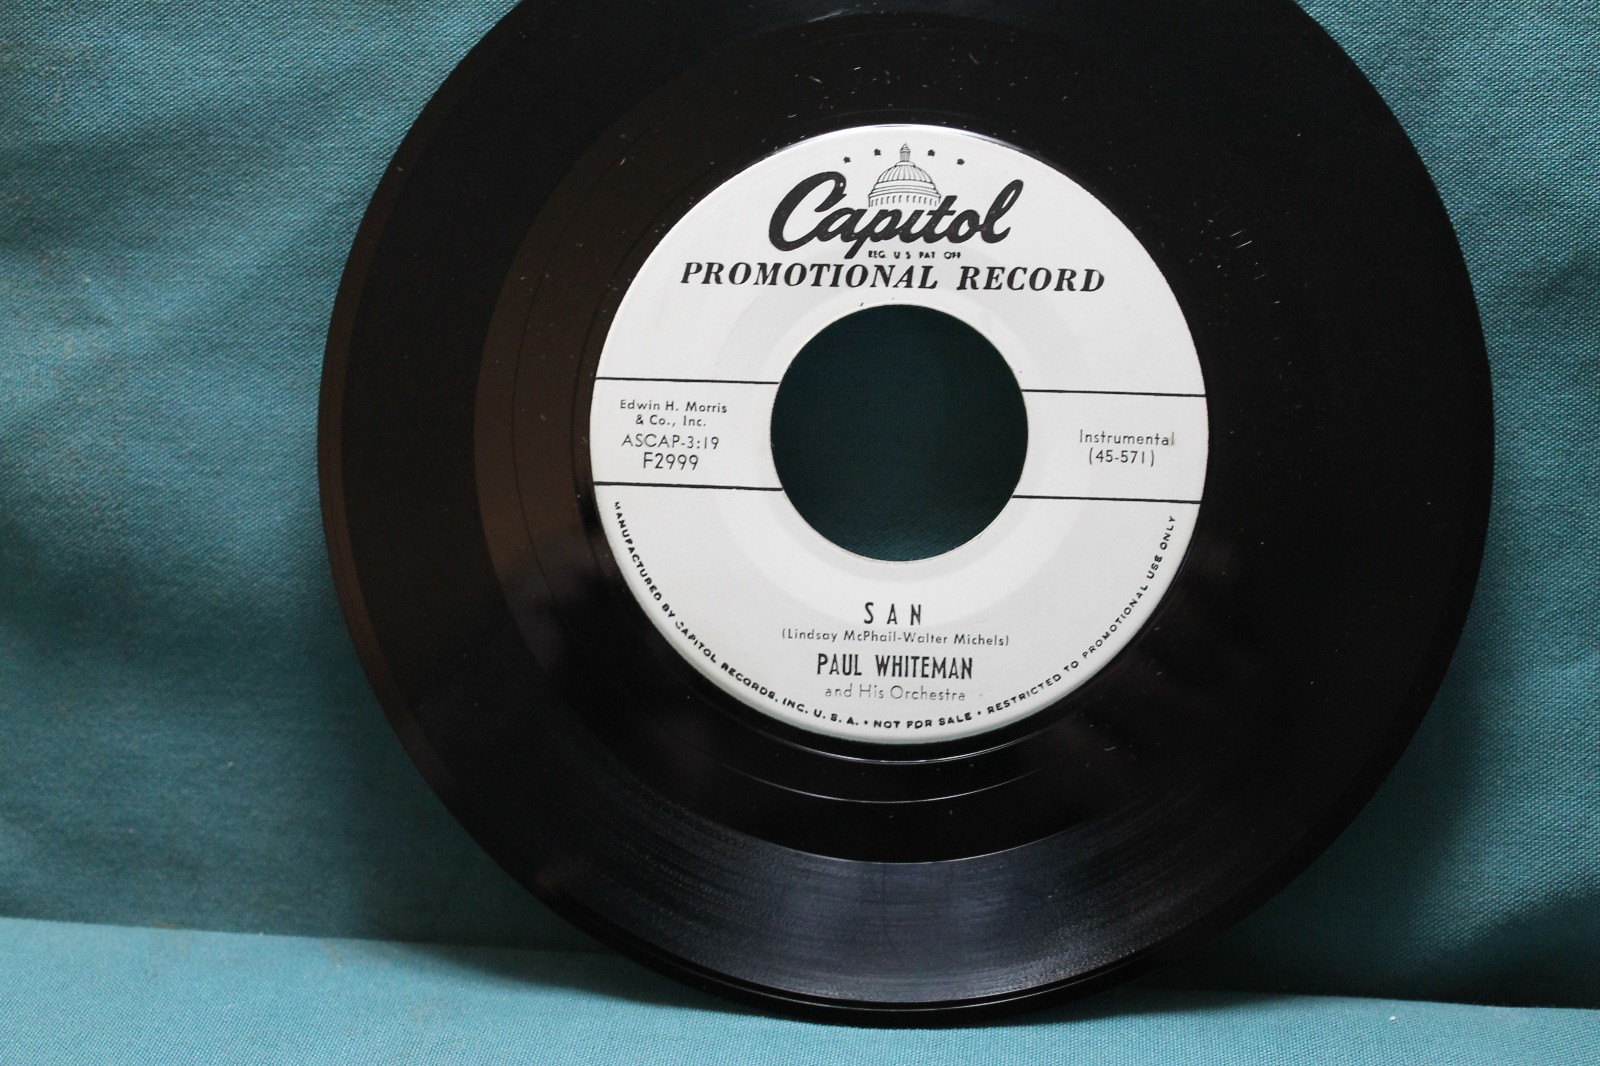 Capitol
REG. U S PAT OFF
PROMOTIONAL RECORD
Edwin H. Morris
& Co., Inc.
ASCAP-3:19
F2999
Instrumental
(45-571)
S A N
(Lindsay McPhail-Walter Michels)
PAUL WHITEMAN
and His Orchestra
MANUFACTURED BY CAPITOL RECORDS, INC. U. S. A. • NOT FOR SALE • RESTRICTED TO PROMOTIONAL USE ONLY